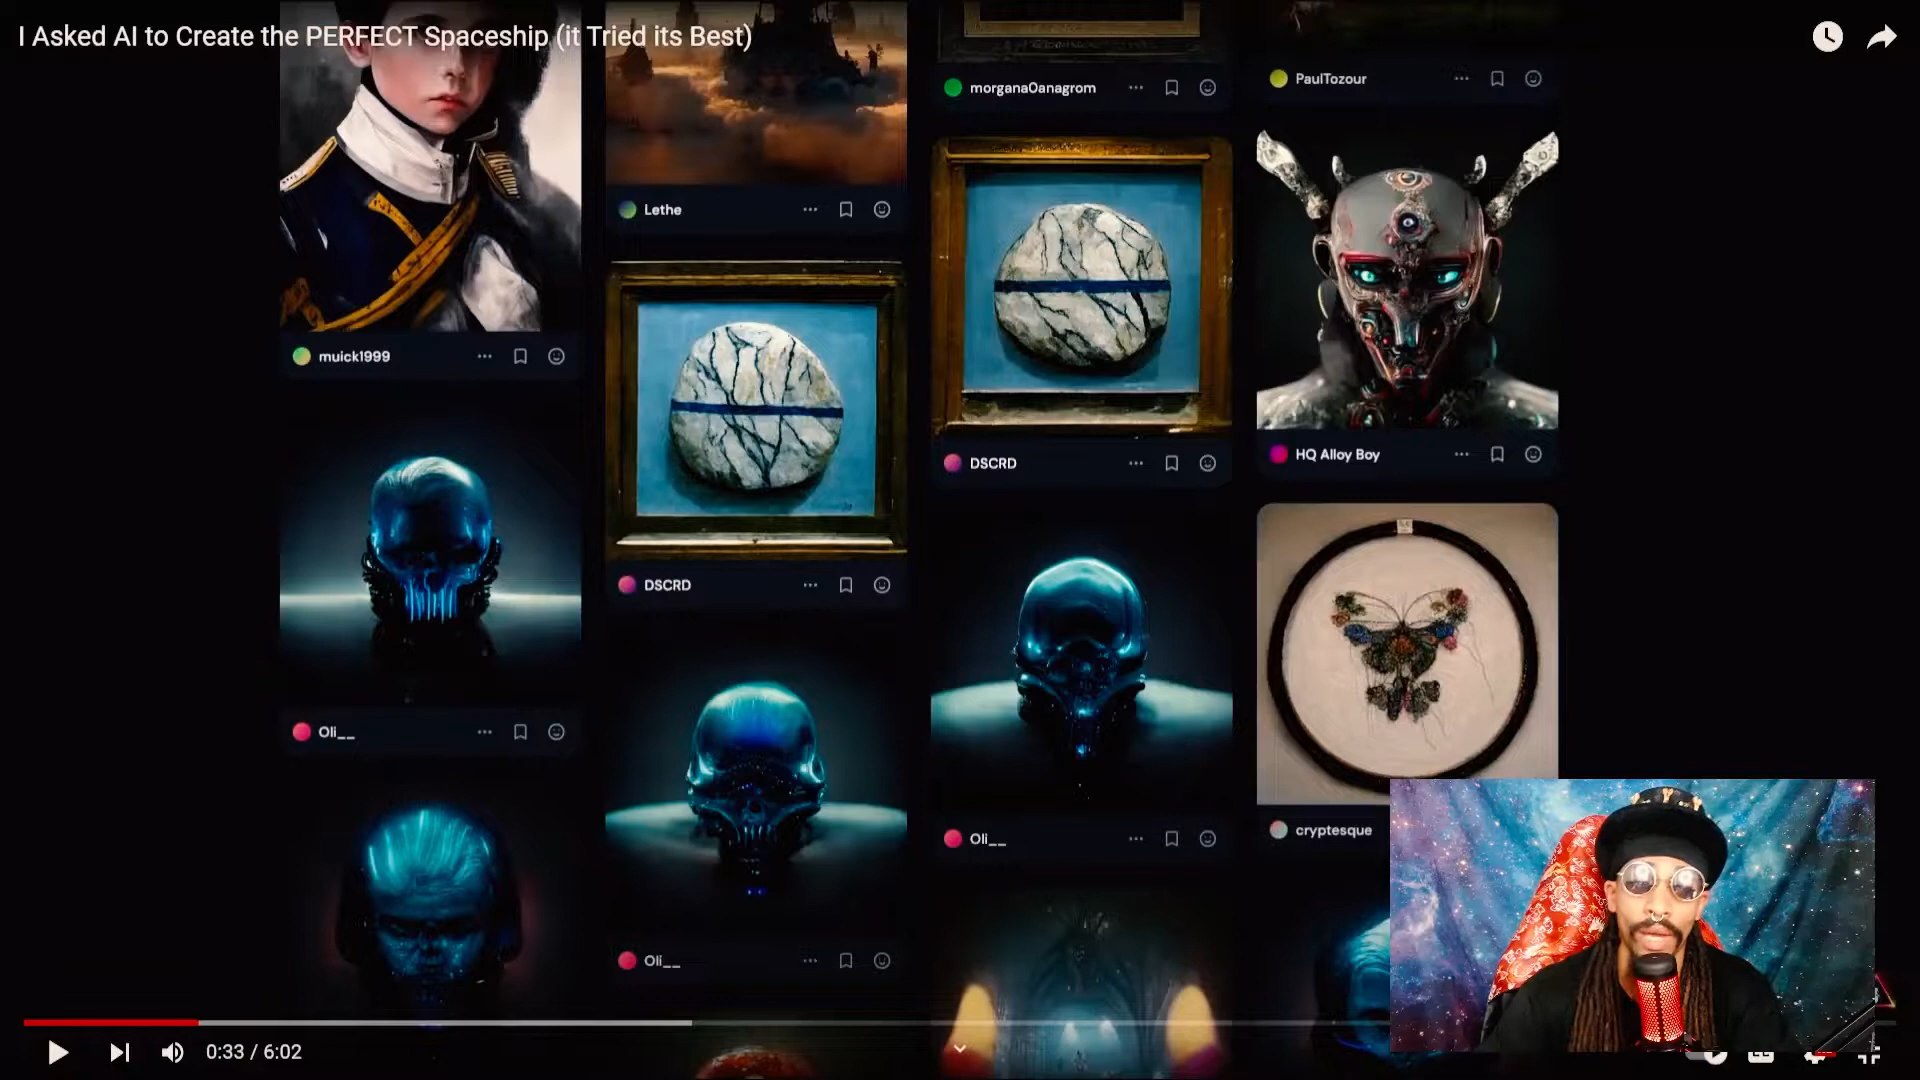 I Asked AI to Create the PERFECT Spaceship (it Tried its Best)
morgana0anagrom
PaulTozour
Lethe
muick1999
DSCRD
HQ Alloy Boy
DSCRD
Oli__
Oli__
cryptesque
Oli__
0:33 / 6:02